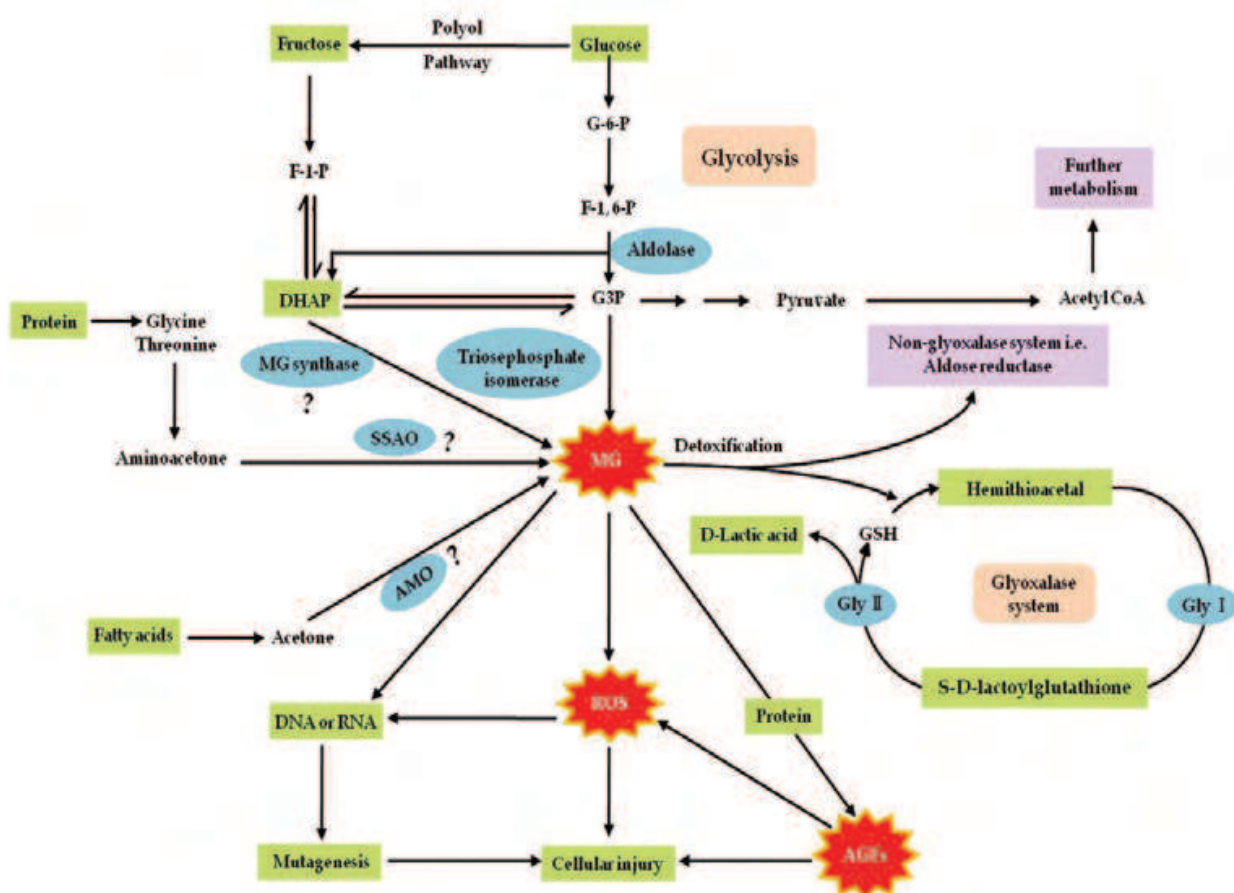 Fructose
Polyol
Pathway
Glucose
G-6-P
Glycolysis
F-1-P
F-1, 6-P
Further
metabolism
Aldolase
DHAP
G3P
Pyruvate
Acetyl CoA
Protein
Glycine
Threonine
MG synthase
?
Triosephosphate
isomerase
Non-glyoxalase system i.e.
Aldose reductase
SSAO
?
Aminoacetone
MG
Detoxification
Hemithioacetal
D-Lactic acid
GSH
AMO
?
Glyoxalase
system
Gly II
Gly I
Fatty acids
Acetone
S-D-lactoylglutathione
DNA or RNA
ROS
Protein
Mutagenesis
Cellular injury
AGEs